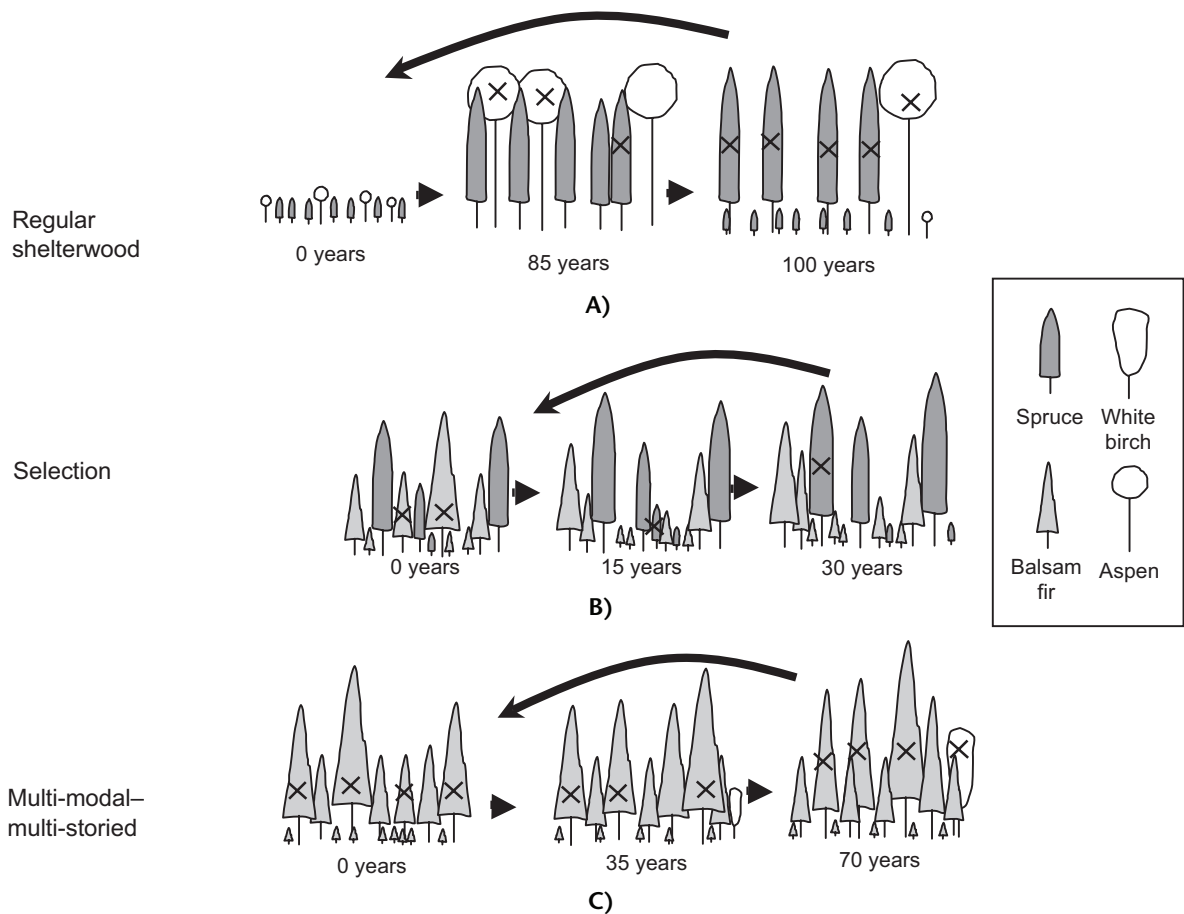 Regular
shelterwood
0 years
85 years
100 years
A)
Selection
0 years
15 years
30 years
B)
Multi-modal–
multi-storied
0 years
35 years
70 years
C)
Spruce
White
birch
Balsam
fir
Aspen